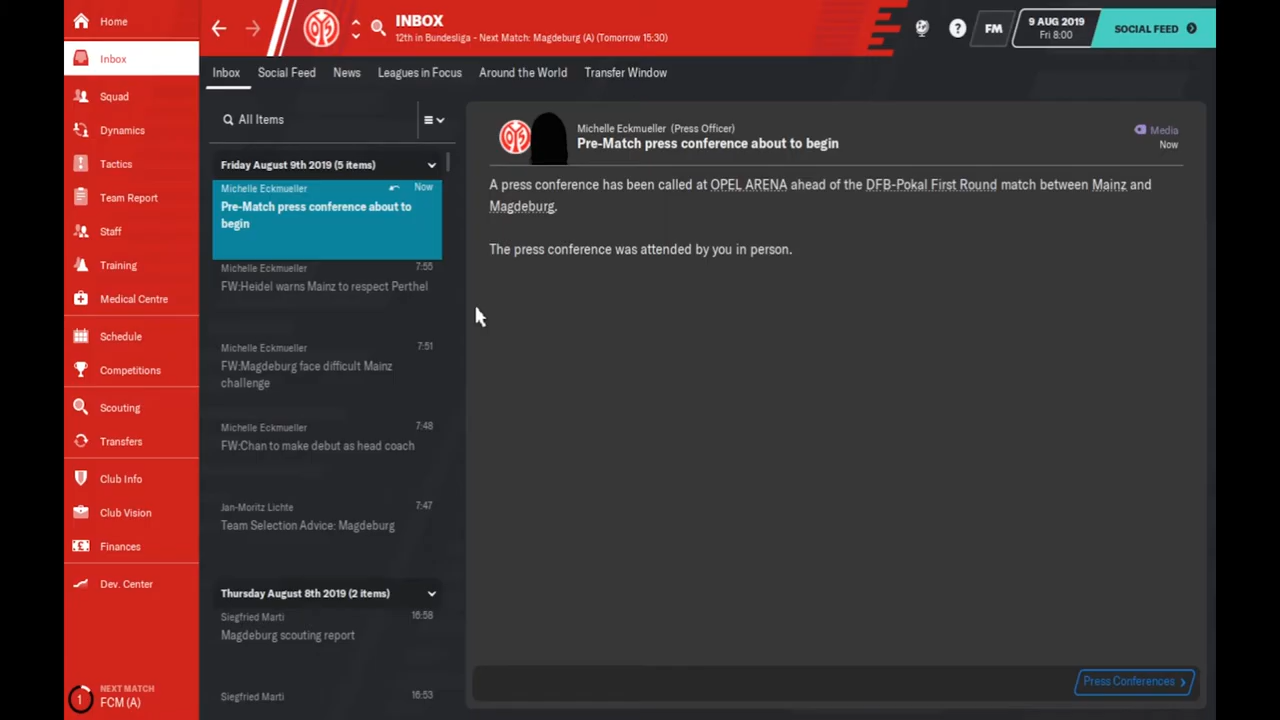 Home
INBOX
12th in Bundesliga - Next Match: Magdeburg (A) (Tomorrow 15:30)
?
FM
9 AUG 2019
Fri 8:00
SOCIAL FEED
Inbox
Squad
Dynamics
Tactics
Team Report
Staff
Training
Medical Centre
Schedule
Competitions
Scouting
Transfers
Club Info
Club Vision
Finances
Dev. Center
1
NEXT MATCH
FCM (A)
Inbox Social Feed News Leagues in Focus Around the World Transfer Window
All Items
Friday August 9th 2019 (5 items)
Michelle Eckmueller Now
Pre-Match press conference about to
begin
Michelle Eckmueller 7:55
FW:Heidel warns Mainz to respect Perthel
Michelle Eckmueller 7:51
FW:Magdeburg face difficult Mainz
challenge
Michelle Eckmueller 7:48
FW:Chan to make debut as head coach
Jan-Moritz Lichte 7:47
Team Selection Advice: Magdeburg
Thursday August 8th 2019 (2 items)
Siegfried Marti 16:58
Magdeburg scouting report
Siegfried Marti 16:53
Michelle Eckmueller (Press Officer)
Pre-Match press conference about to begin
Media
Now
A press conference has been called at OPEL ARENA ahead of the DFB-Pokal First Round match between Mainz and
Magdeburg.
The press conference was attended by you in person.
Press Conferences